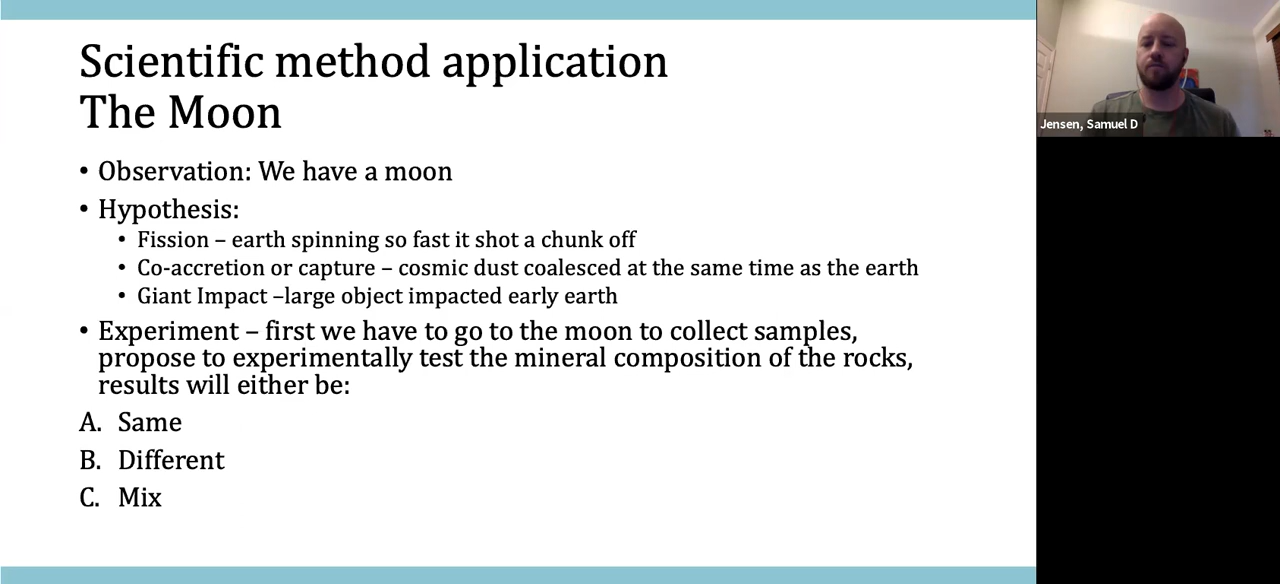 Scientific method application
The Moon
• Observation: We have a moon
• Hypothesis:
• Fission – earth spinning so fast it shot a chunk off
• Co-accretion or capture – cosmic dust coalesced at the same time as the earth
• Giant Impact –large object impacted early earth
• Experiment – first we have to go to the moon to collect samples,
propose to experimentally test the mineral composition of the rocks,
results will either be:
A. Same
B. Different
C. Mix
Jensen, Samuel D